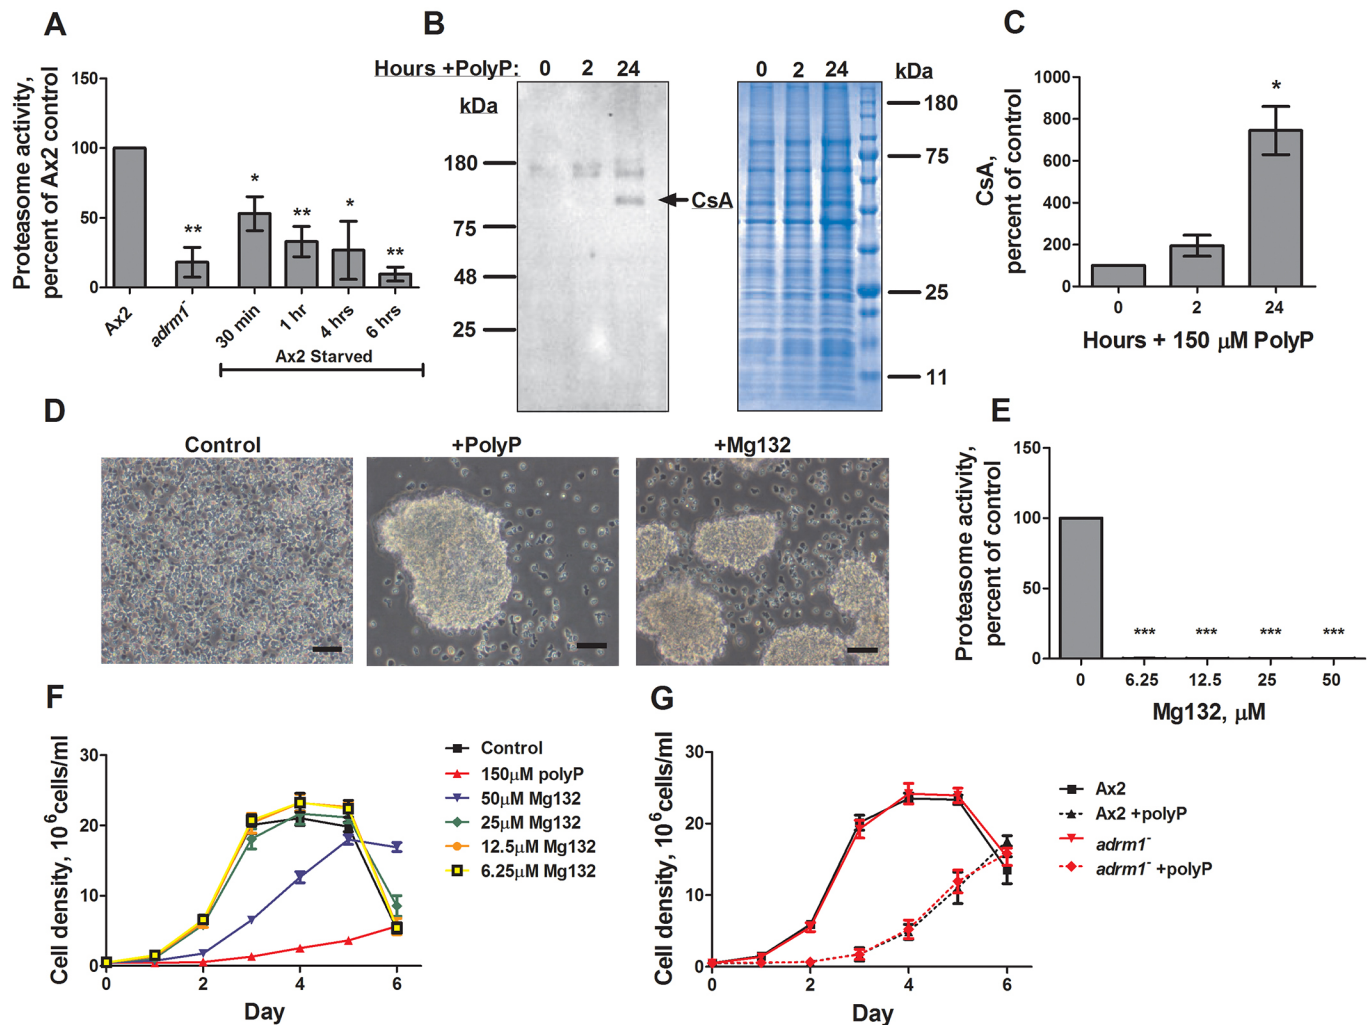 A
Proteasome activity,
percent of Ax2 control
150
100
50
0
**
*
**
*
**
Ax2
adrm1-
30 min
1 hr
4 hrs
6 hrs
Ax2 Starved
B
Hours +PolyP: 0 2 24
kDa
180
75
48
25
CsA
0 2 24 kDa
180
75
25
11
C
CsA,
percent of control
1000
800
600
400
200
0
*
0 2 24
Hours + 150 μM PolyP
D
Control
+PolyP
+Mg132
E
Proteasome activity,
percent of control
150
100
50
0
*** *** *** ***
0 6.25 12.5 25 50
Mg132, μM
F
Cell density, 10⁶cells/ml
30
20
10
0
0 2 4 6
Day
Control
150μM polyP
50μM Mg132
25μM Mg132
12.5μM Mg132
6.25μM Mg132
G
Cell density, 10⁶cells/ml
30
20
10
0
0 2 4 6
Day
Ax2
Ax2 +polyP
adrm1-
adrm1- +polyP